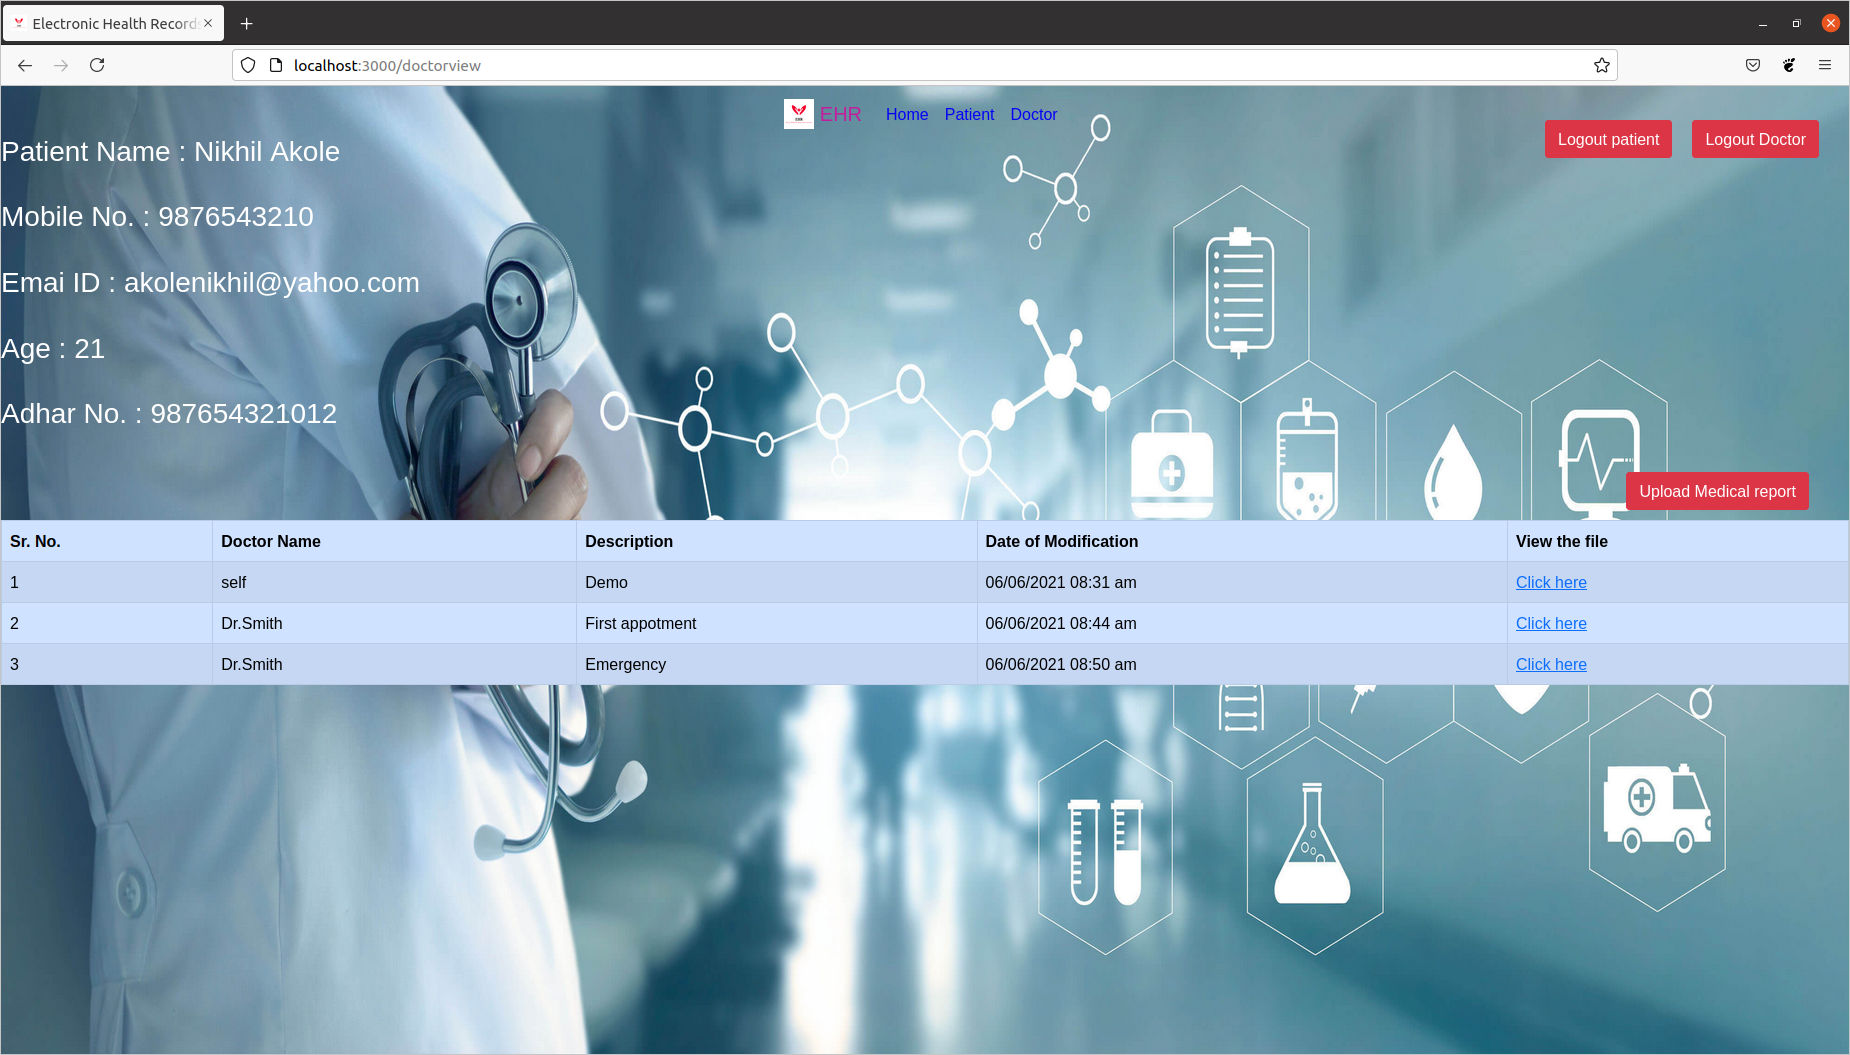 Electronic Health Records
localhost:3000/doctorview
EHR Home Patient Doctor
Logout patient Logout Doctor
Patient Name : Nikhil Akole
Mobile No. : 9876543210
Emai ID : akolenikhil@yahoo.com
Age : 21
Adhar No. : 987654321012
Upload Medical report
Sr. No. Doctor Name Description Date of Modification View the file
1 self Demo 06/06/2021 08:31 am Click here
2 Dr.Smith First appotment 06/06/2021 08:44 am Click here
3 Dr.Smith Emergency 06/06/2021 08:50 am Click here